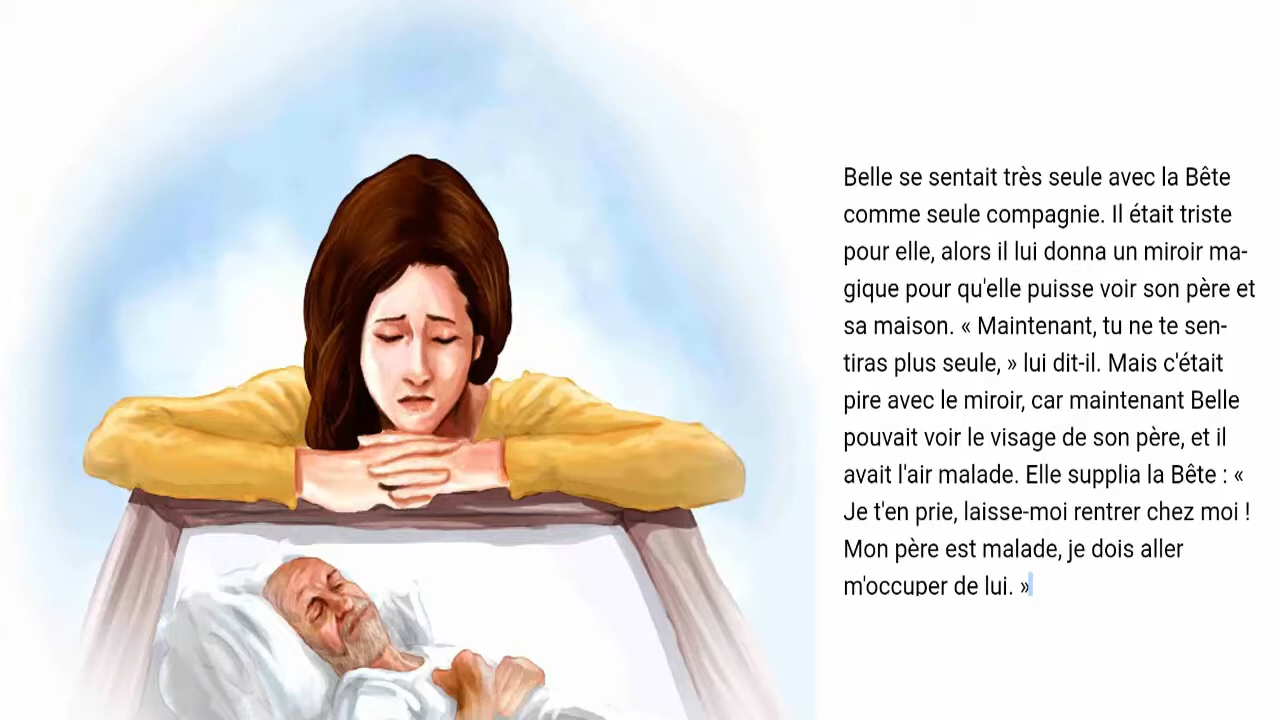 Belle se sentait très seule avec la Bête
comme seule compagnie. Il était triste
pour elle, alors il lui donna un miroir ma-
gique pour qu'elle puisse voir son père et
sa maison. « Maintenant, tu ne te sen-
tiras plus seule, » lui dit-il. Mais c'était
pire avec le miroir, car maintenant Belle
pouvait voir le visage de son père, et il
avait l'air malade. Elle supplia la Bête : «
Je t'en prie, laisse-moi rentrer chez moi !
Mon père est malade, je dois aller
m'occuper de lui. »